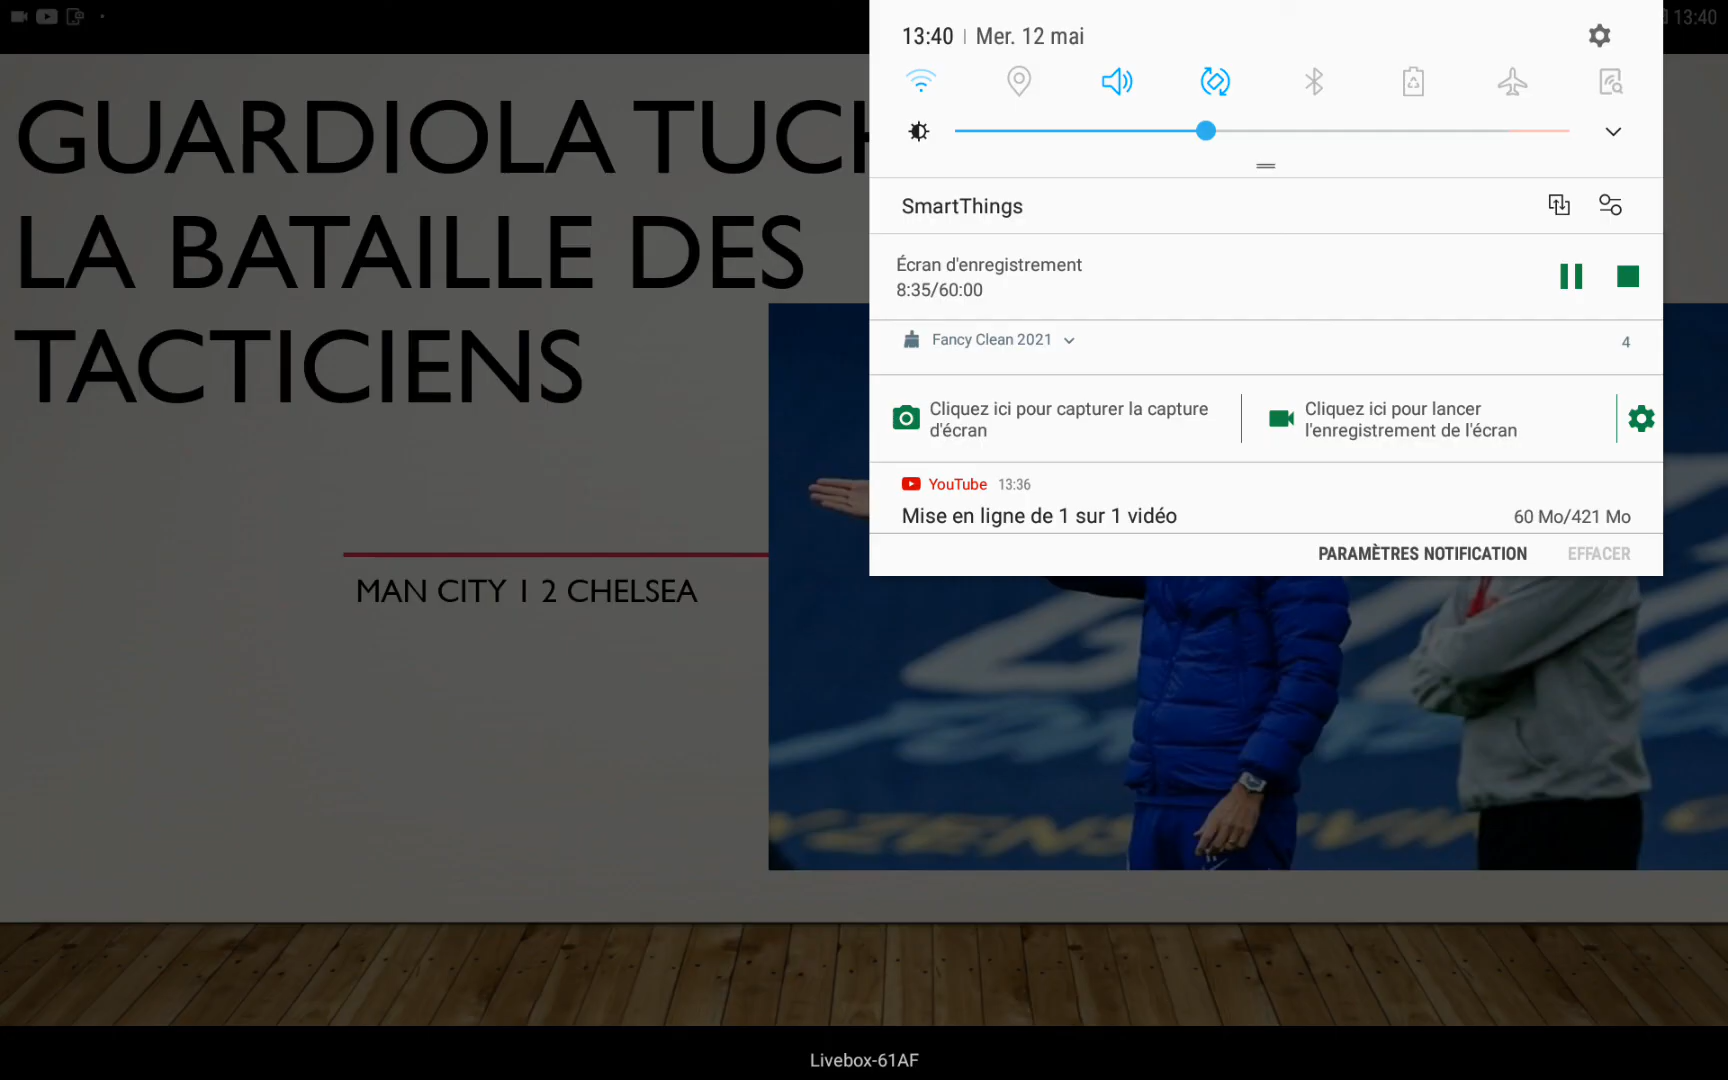 13:40
13:40 | Mer. 12 mai
SmartThings
Écran d'enregistrement
8:35/60:00
Fancy Clean 2021
4
Cliquez ici pour capturer la capture
d'écran
Cliquez ici pour lancer
l'enregistrement de l'écran
YouTube 13:36
Mise en ligne de 1 sur 1 vidéo
60 Mo/421 Mo
PARAMÈTRES NOTIFICATION
EFFACER
GUARDIOLA
LA BATAILLE DES
TACTICIENS
MAN CITY 1 2 CHELSEA
Livebox-61AF